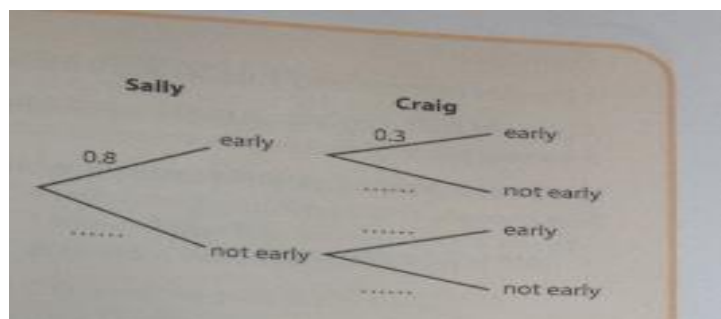 Sally
Craig
0.8
early
0.3
early
......
not early
......
not early
......
early
......
not early